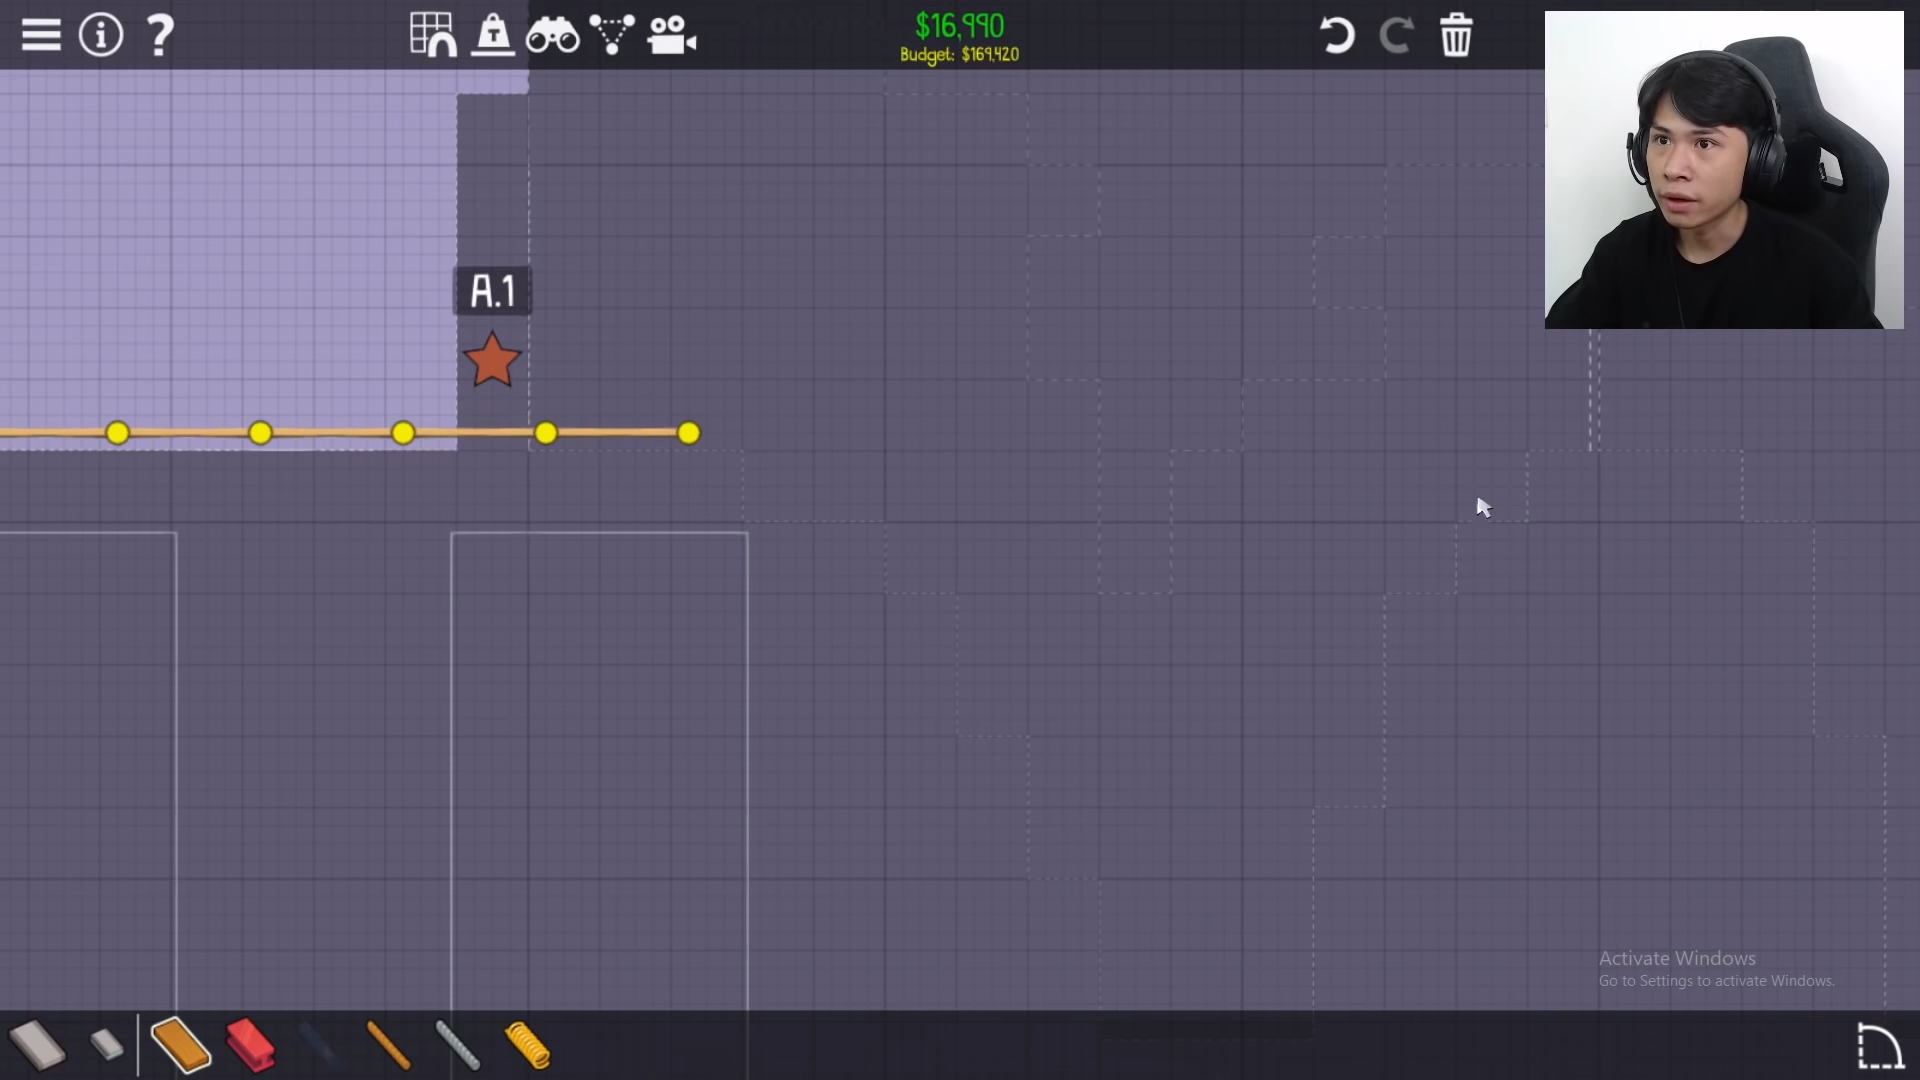 $16,990
Budget: $169,420
A.1
Activate Windows
Go to Settings to activate Windows.